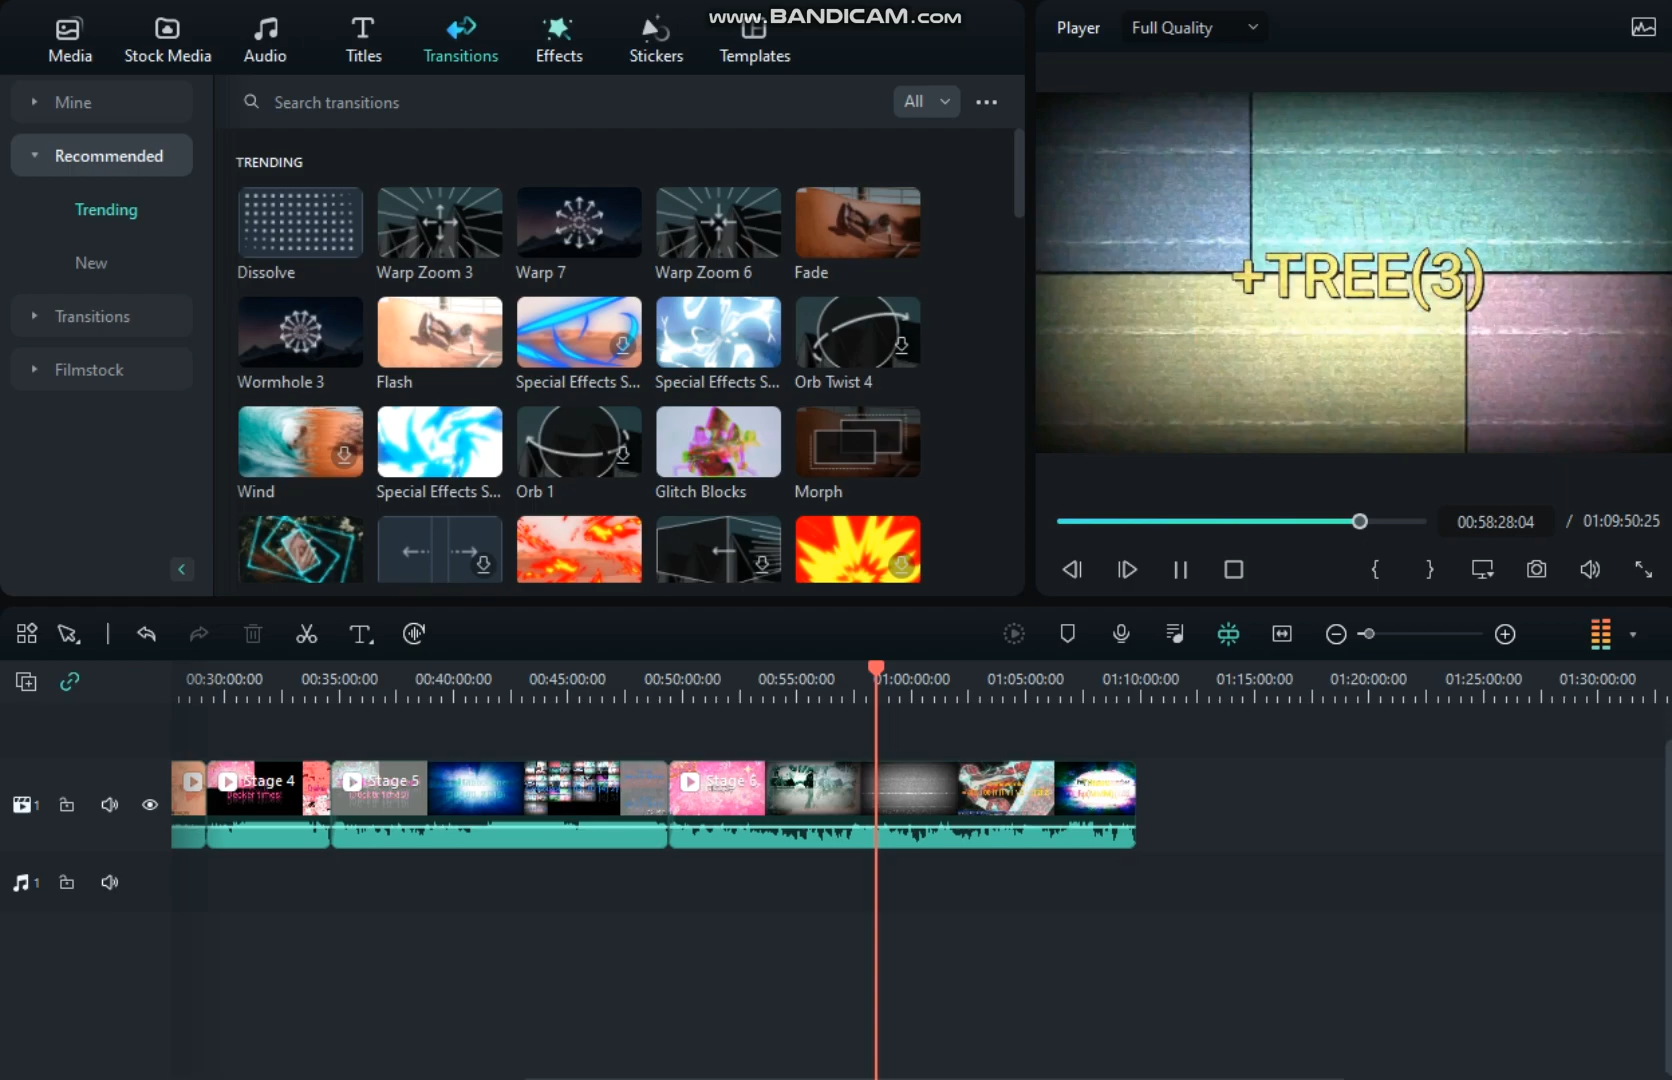 www.BANDICAM.com
Media
Stock Media
Audio
Titles
Transitions
Effects
Stickers
Templates
Player
Full Quality
Mine
Recommended
Trending
New
Transitions
Filmstock
Search transitions
All
TRENDING
Dissolve
Warp Zoom 3
Warp 7
Warp Zoom 6
Fade
Wormhole 3
Flash
Special Effects S...
Special Effects S...
Orb Twist 4
Wind
Special Effects S...
Orb 1
Glitch Blocks
Morph
+TREE(3)
00:58:28:04 / 01:09:50:25
00:30:00:00
00:35:00:00
00:40:00:00
00:45:00:00
00:50:00:00
00:55:00:00
01:00:00:00
01:05:00:00
01:10:00:00
01:15:00:00
01:20:00:00
01:25:00:00
01:30:00:00
Stage 4
Stage 5
Stage 6
1
1